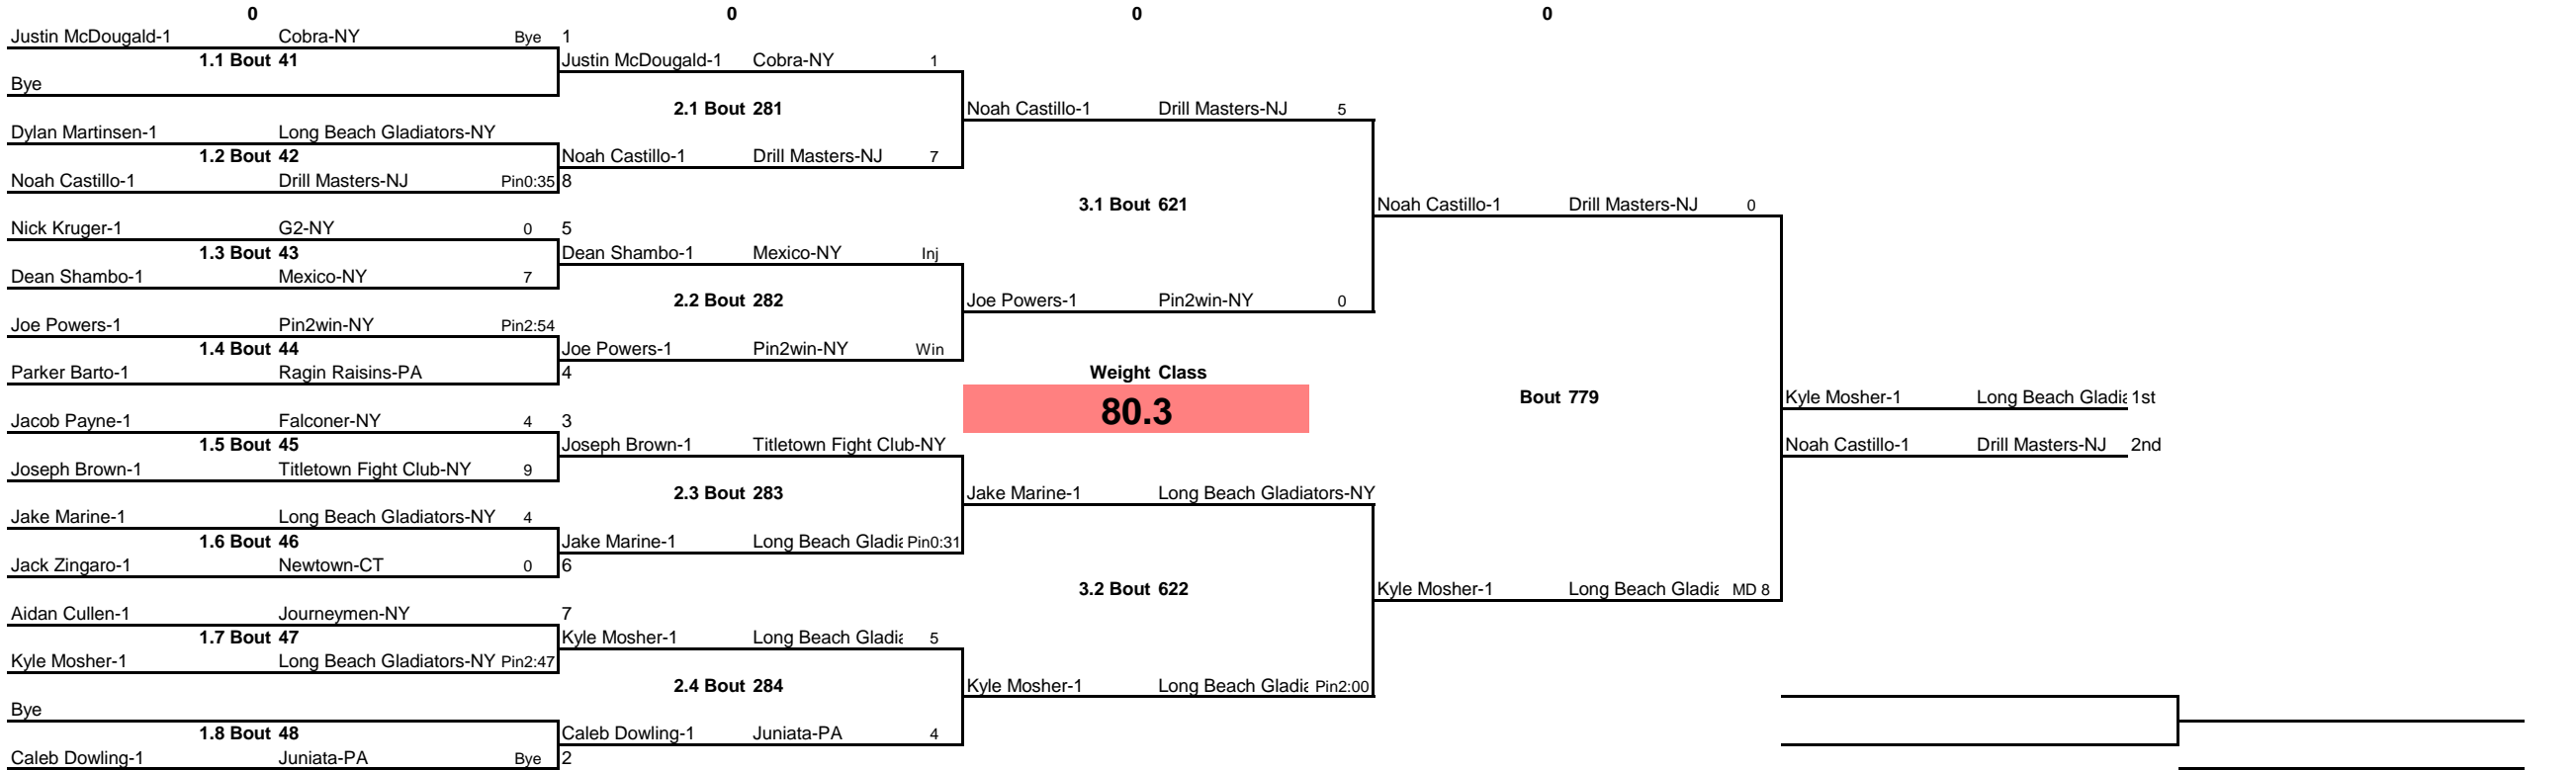 0 0 0 0
Justin McDougald-1 Cobra-NY Bye 1
1.1 Bout 41 Justin McDougald-1 Cobra-NY 1
Bye
2.1 Bout 281 Noah Castillo-1 Drill Masters-NJ 5
Dylan Martinsen-1 Long Beach Gladiators-NY
1.2 Bout 42 Noah Castillo-1 Drill Masters-NJ 7
Noah Castillo-1 Drill Masters-NJ Pin0:35 8
3.1 Bout 621 Noah Castillo-1 Drill Masters-NJ 0
Nick Kruger-1 G2-NY 0 5
1.3 Bout 43 Dean Shambo-1 Mexico-NY Inj
Dean Shambo-1 Mexico-NY 7
2.2 Bout 282 Joe Powers-1 Pin2win-NY 0
Joe Powers-1 Pin2win-NY Pin2:54
1.4 Bout 44 Joe Powers-1 Pin2win-NY Win
Parker Barto-1 Ragin Raisins-PA 4 Weight Class
Bout 779 Kyle Mosher-1 Long Beach Gladia 1st
80.3
Jacob Payne-1 Falconer-NY 4 3
1.5 Bout 45 Joseph Brown-1 Titletown Fight Club-NY Noah Castillo-1 Drill Masters-NJ 2nd
Joseph Brown-1 Titletown Fight Club-NY 9
2.3 Bout 283 Jake Marine-1 Long Beach Gladiators-NY
Jake Marine-1 Long Beach Gladiators-NY 4
1.6 Bout 46 Jake Marine-1 Long Beach Gladia Pin0:31
Jack Zingaro-1 Newtown-CT 0 6
3.2 Bout 622 Kyle Mosher-1 Long Beach Gladia MD 8
Aidan Cullen-1 Journeymen-NY 7
1.7 Bout 47 Kyle Mosher-1 Long Beach Gladia 5
Kyle Mosher-1 Long Beach Gladiators-NY Pin2:47
2.4 Bout 284 Kyle Mosher-1 Long Beach Gladia Pin2:00
Bye
1.8 Bout 48 Caleb Dowling-1 Juniata-PA 4
Caleb Dowling-1 Juniata-PA Bye 2